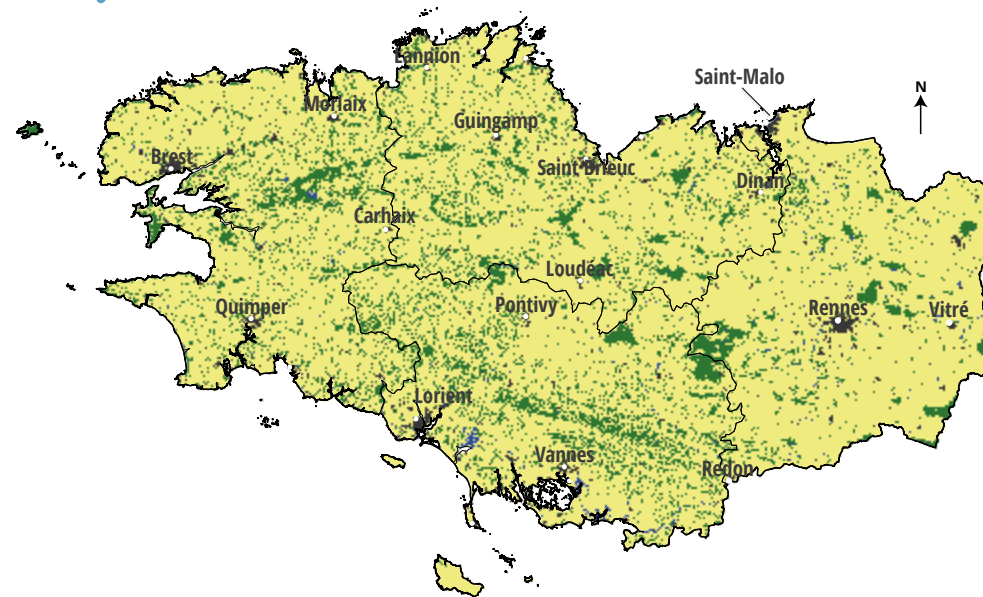 Lannion
Saint-Malo
N
Morlaix
Guingamp
Brest
Saint Brieuc
Dinan
Carhaix
Loudéac
Quimper
Pontivy
Rennes
Vitré
Lorient
Vannes
Redon